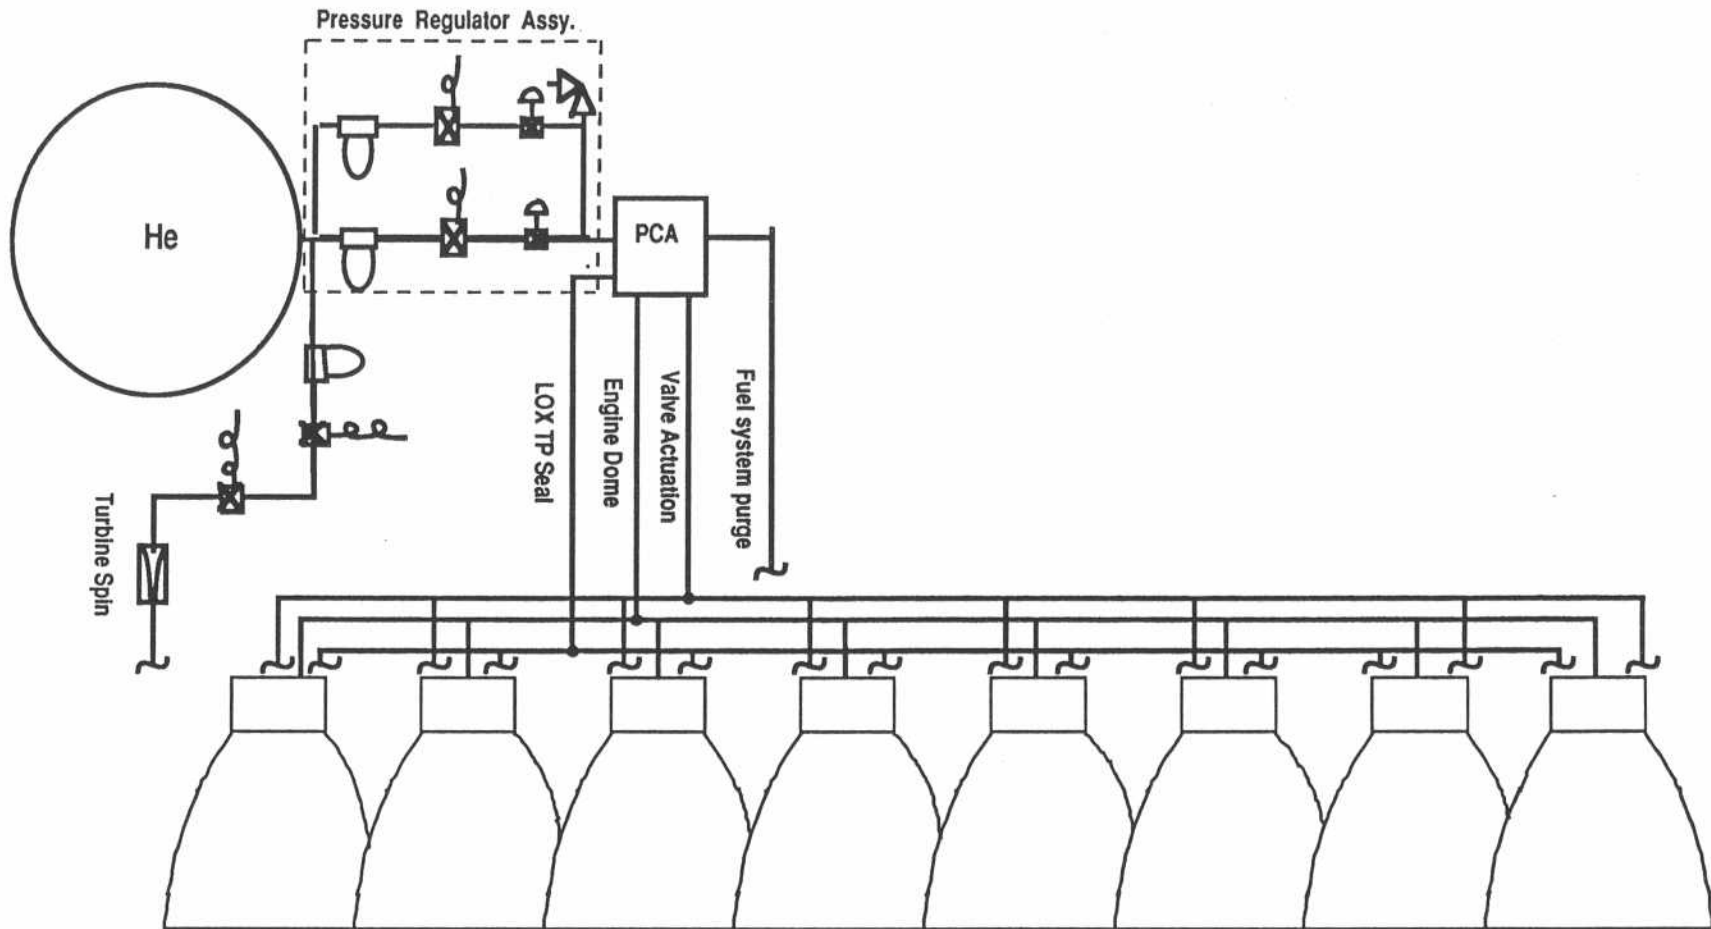 Pressure Regulator Assy.
He
PCA
LOX TP Seal
Engine Dome
Valve Actuation
Fuel system purge
Turbine Spin